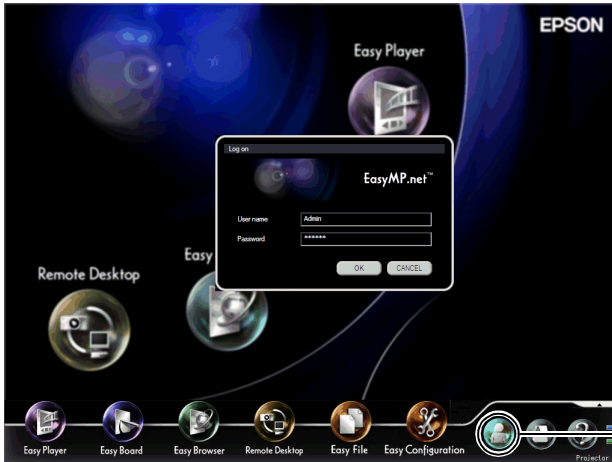 EPSON
Easy Player
Log on
EasyMP.net™
User name
Admin
Password
******
OK
CANCEL
Easy
Remote Desktop
Easy Player
Easy Board
Easy Browser
Remote Desktop
Easy File
Easy Configuration
Projector